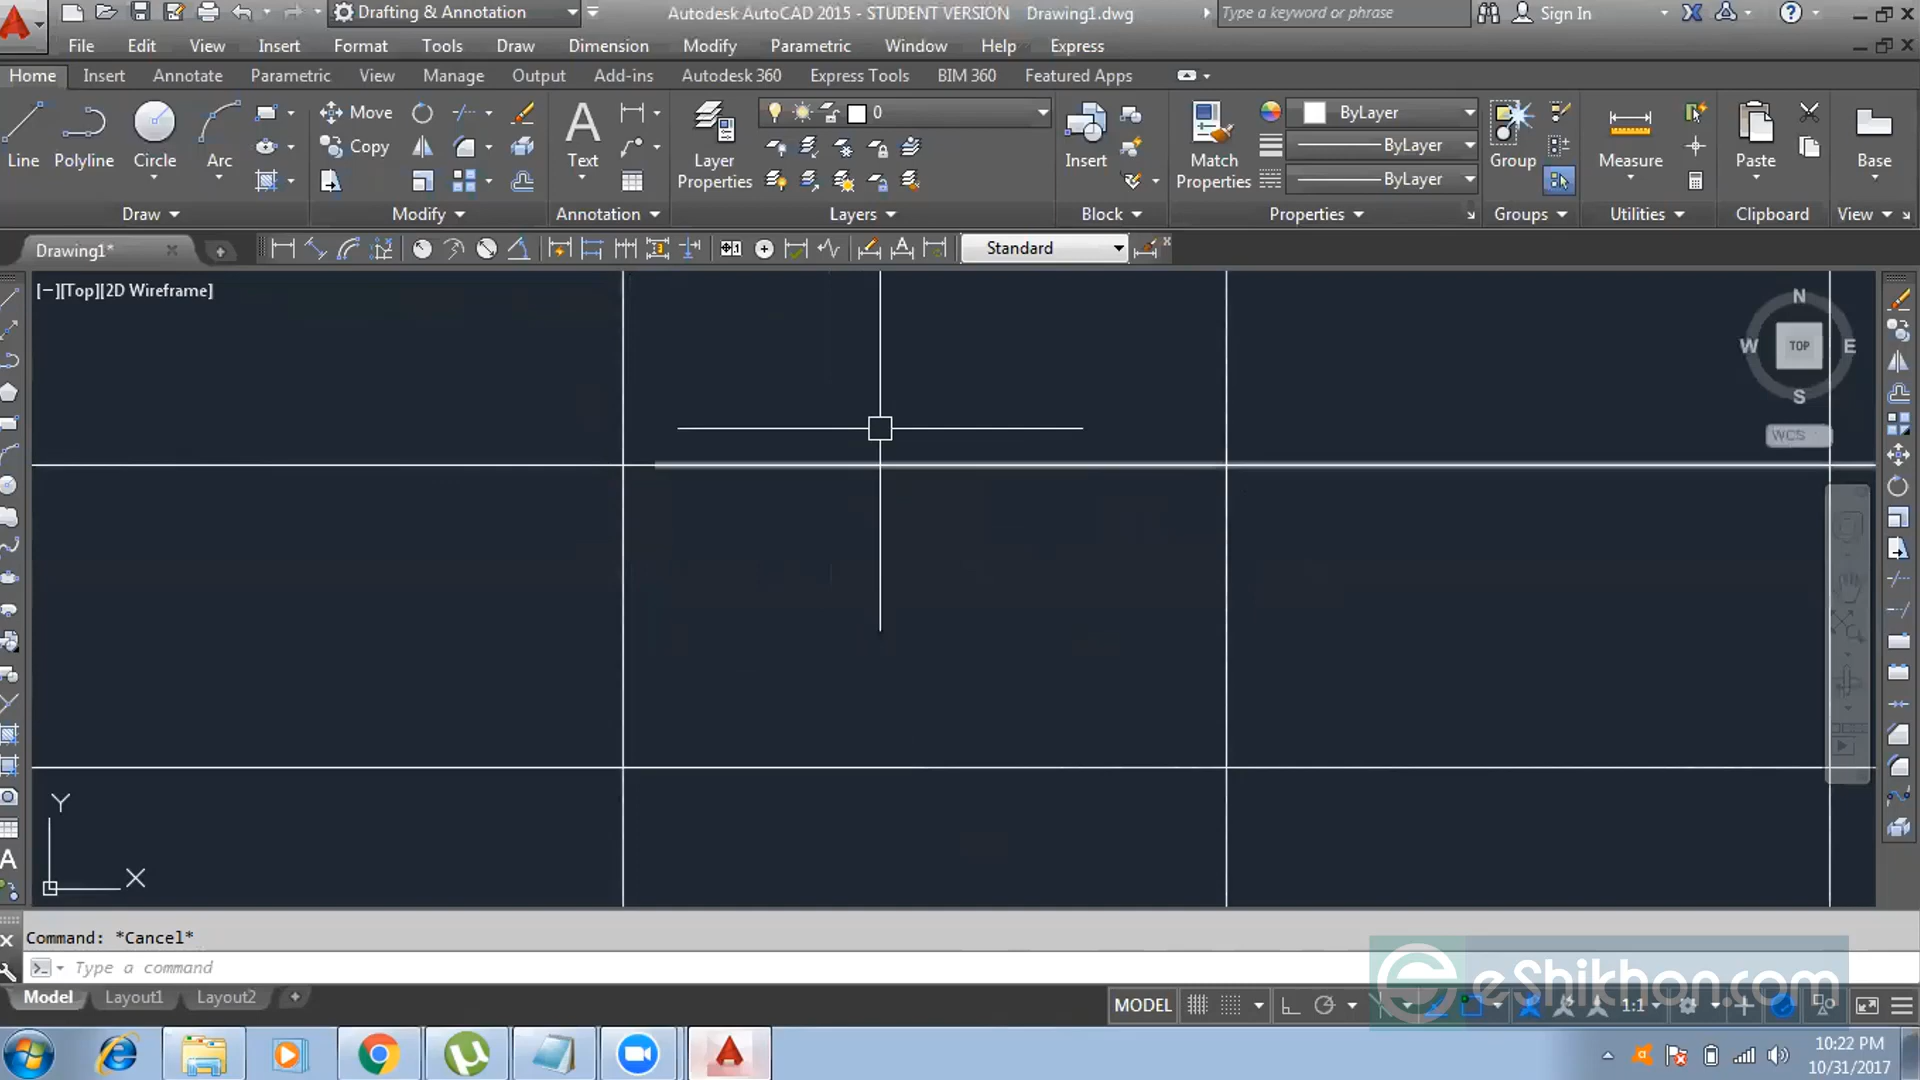 Drafting & Annotation
Autodesk AutoCAD 2015 - STUDENT VERSION Drawing1.dwg
Type a keyword or phrase
Sign In
File Edit View Insert Format Tools Draw Dimension Modify Parametric Window Help Express
Home Insert Annotate Parametric View Manage Output Add-ins Autodesk 360 Express Tools BIM 360 Featured Apps
Line Polyline Circle Arc
Move
Copy
Text
Layer Properties
0
Insert
Match Properties
ByLayer
ByLayer
ByLayer
Group
Measure
Paste
Base
Draw Modify Annotation Layers Block Properties Groups Utilities Clipboard View
Drawing1*
Standard
[−][Top][2D Wireframe]
N
W TOP E
S
WCS
Y
X
Command: *Cancel*
Type a command
eShikhon.com
Model Layout1 Layout2
MODEL
1:1
10:22 PM
10/31/2017